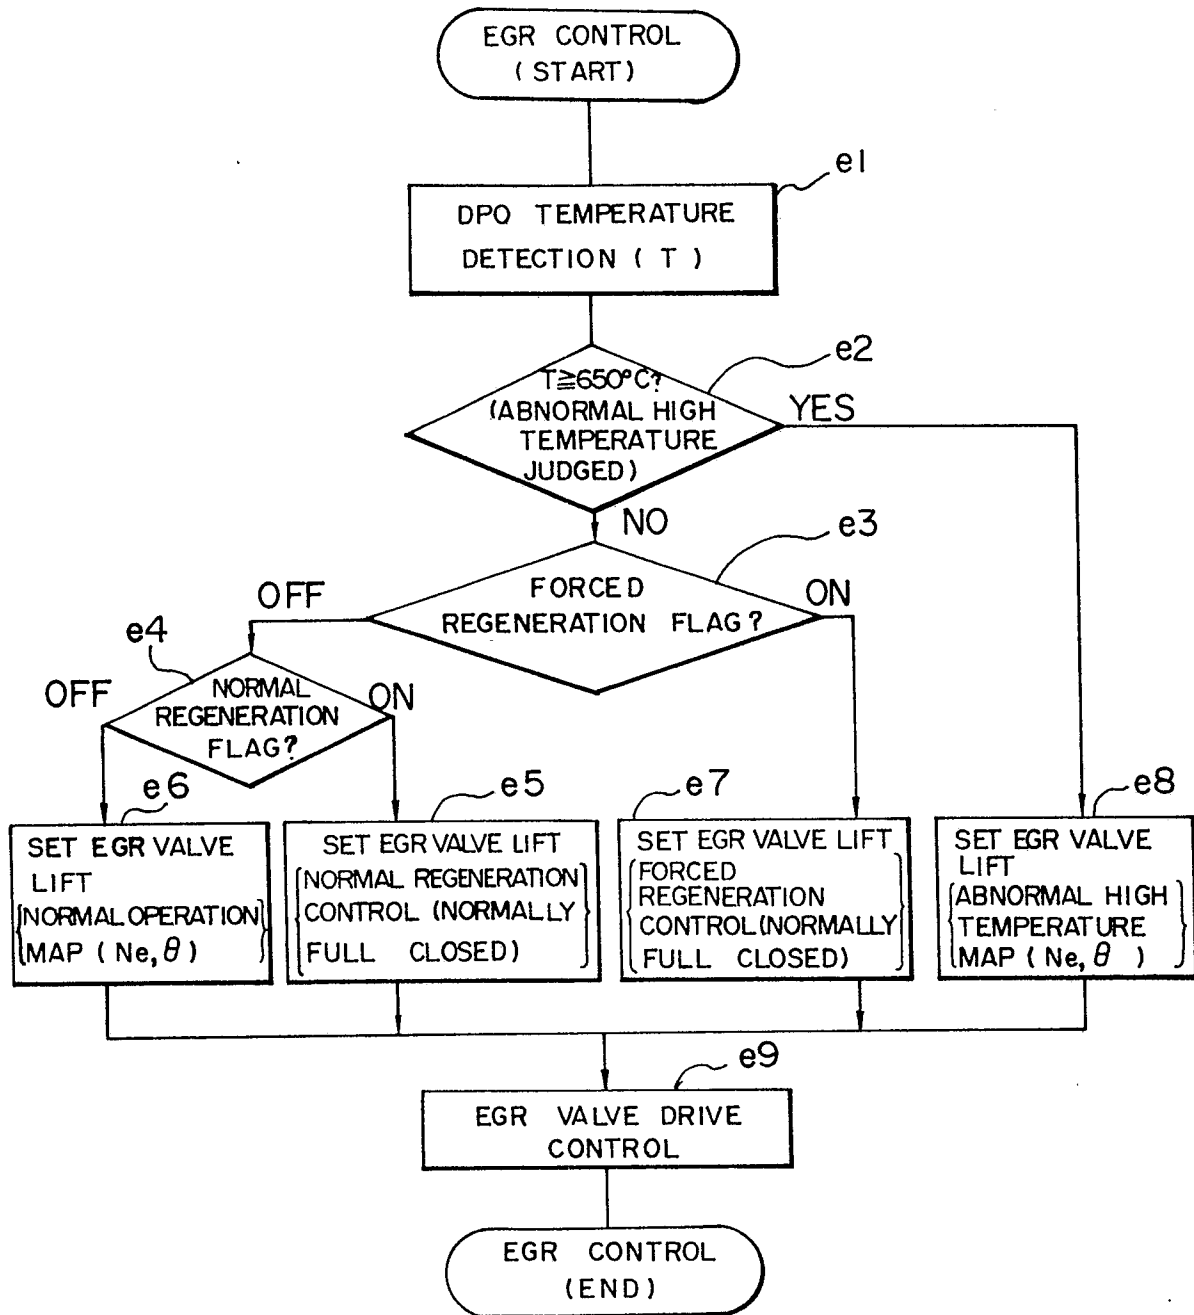 EGR CONTROL
(START)
e1
DPO TEMPERATURE
DETECTION (T)
e2
T≧650°C?
(ABNORMAL HIGH
TEMPERATURE
JUDGED)
YES
NO
e3
FORCED
REGENERATION FLAG?
OFF
ON
e4
NORMAL
REGENERATION
FLAG?
OFF
ON
e6
SET EGR VALVE
LIFT
{NORMAL OPERATION
MAP (Ne, θ)}
e5
SET EGR VALVE LIFT
{NORMAL REGENERATION
CONTROL (NORMALLY
FULL CLOSED)}
e7
SET EGR VALVE LIFT
{FORCED
REGENERATION
CONTROL (NORMALLY
FULL CLOSED)}
e8
SET EGR VALVE
LIFT
{ABNORMAL HIGH
TEMPERATURE
MAP (Ne, θ)}
e9
EGR VALVE DRIVE
CONTROL
EGR CONTROL
(END)